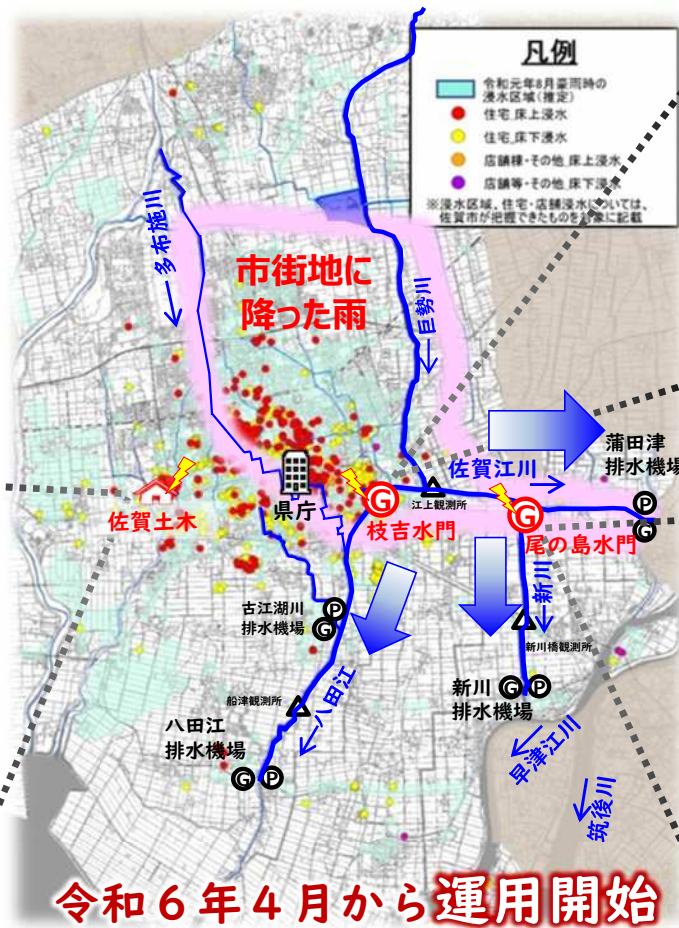 凡例
令和元年8月豪雨時の
浸水区域(推定)
住宅_床上浸水
住宅_床下浸水
店舗棟・その他_床上浸水
店舗等・その他_床下浸水
※浸水区域、住宅・店舗浸水については、
佐賀市が把握できたものを対象に記載
多布施川
市街地に
降った雨
巨勢川
佐賀江川
蒲田津
排水機場
P
G
江上観測所
G
枝吉水門
G
尾の島水門
県庁
佐賀土木
新川
新川橋観測所
古江湖川
排水機場
P
G
船津観測所
八田江
新川
排水機場
G
P
八田江
排水機場
G
P
早津江川
筑後川
令和6年4月から運用開始